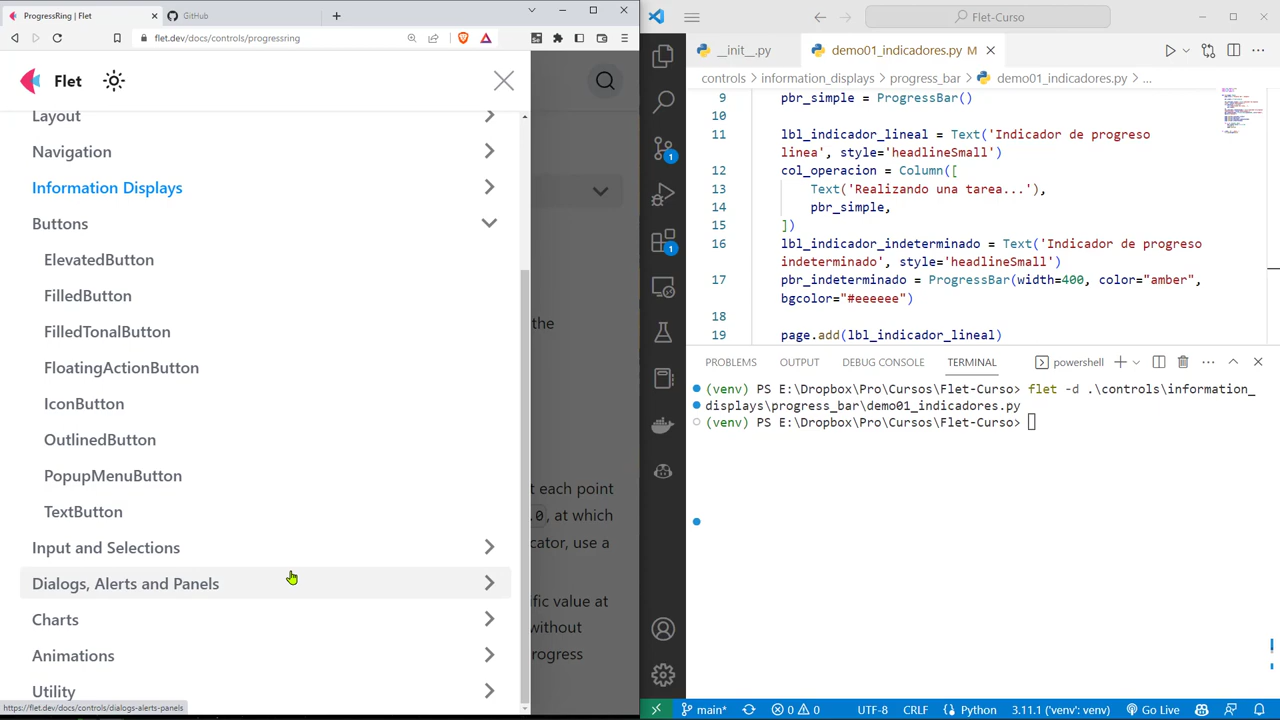 ProgressRing | Flet
GitHub
flet.dev/docs/controls/progressring
Flet
Layout
Navigation
Information Displays
Buttons
ElevatedButton
FilledButton
FilledTonalButton
FloatingActionButton
IconButton
OutlinedButton
PopupMenuButton
TextButton
Input and Selections
Dialogs, Alerts and Panels
Charts
Animations
Utility
https://flet.dev/docs/controls/dialogs-alerts-panels
the
t each point
.0, at which
cator, use a
ific value at
without
rogress
Flet-Curso
__init__.py
demo01_indicadores.py M
controls > information_displays > progress_bar > demo01_indicadores.py > ...
9 pbr_simple = ProgressBar()
10
11 lbl_indicador_lineal = Text('Indicador de progreso
linea', style='headlineSmall')
12 col_operacion = Column([
13 Text('Realizando una tarea...'),
14 pbr_simple,
15 ])
16 lbl_indicador_indeterminado = Text('Indicador de progreso
indeterminado', style='headlineSmall')
17 pbr_indeterminado = ProgressBar(width=400, color="amber",
bgcolor="#eeeeee")
18
19 page.add(lbl_indicador_lineal)
PROBLEMS OUTPUT DEBUG CONSOLE TERMINAL powershell
(venv) PS E:\Dropbox\Pro\Cursos\Flet-Curso> flet -d .\controls\information_
displays\progress_bar\demo01_indicadores.py
(venv) PS E:\Dropbox\Pro\Cursos\Flet-Curso>
1
1
main* 0 0 UTF-8 CRLF Python 3.11.1 ('venv': venv) Go Live